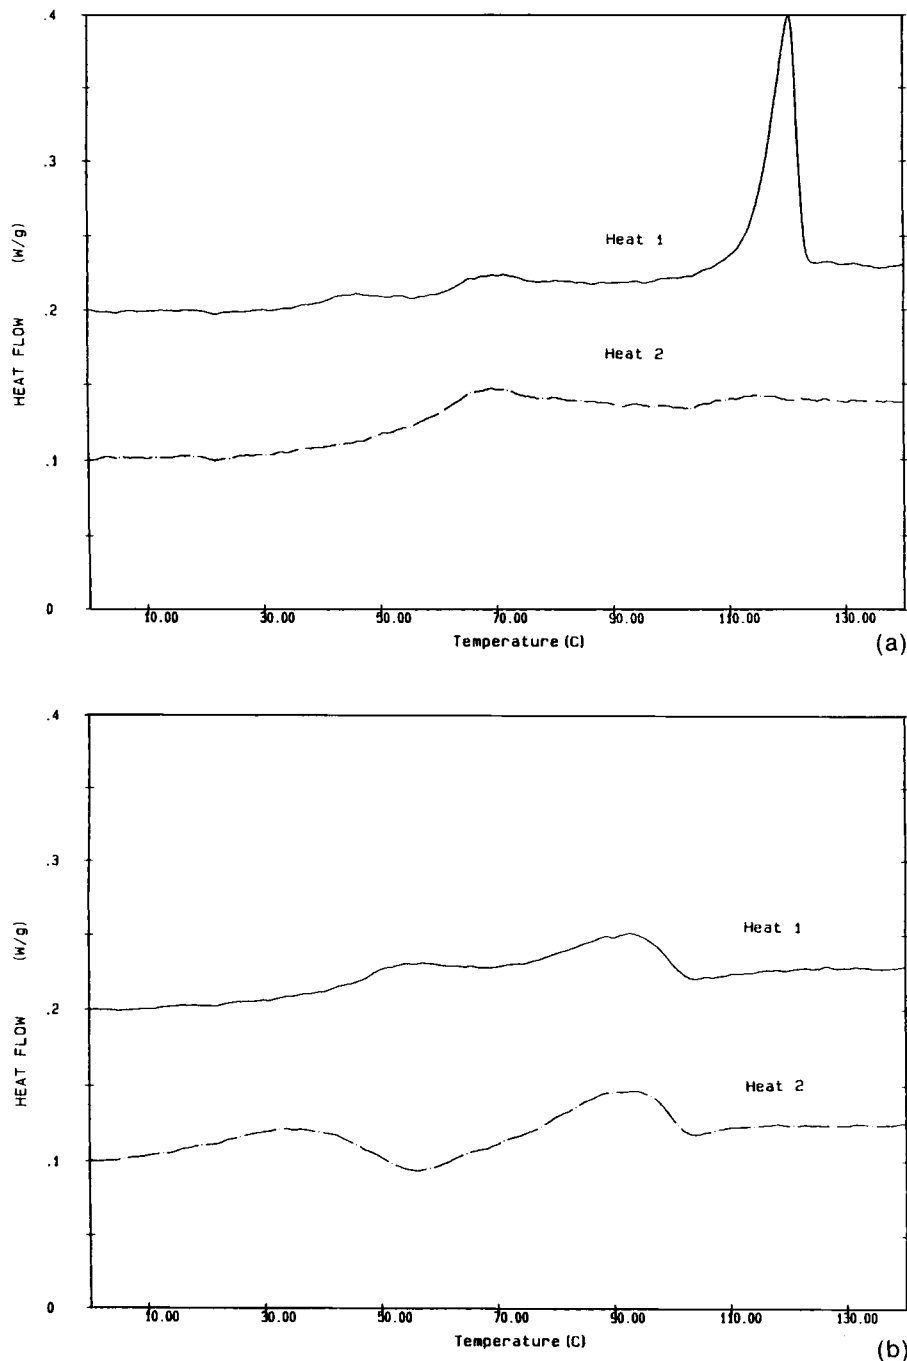 .4
.3
.2
.1
0
HEAT FLOW (W/g)
Heat 1
Heat 2
10.00 30.00 50.00 70.00 90.00 110.00 130.00
Temperature (C)
(a)
.4
.3
.2
.1
0
HEAT FLOW (W/g)
Heat 1
Heat 2
10.00 30.00 50.00 70.00 90.00 110.00 130.00
Temperature (C)
(b)